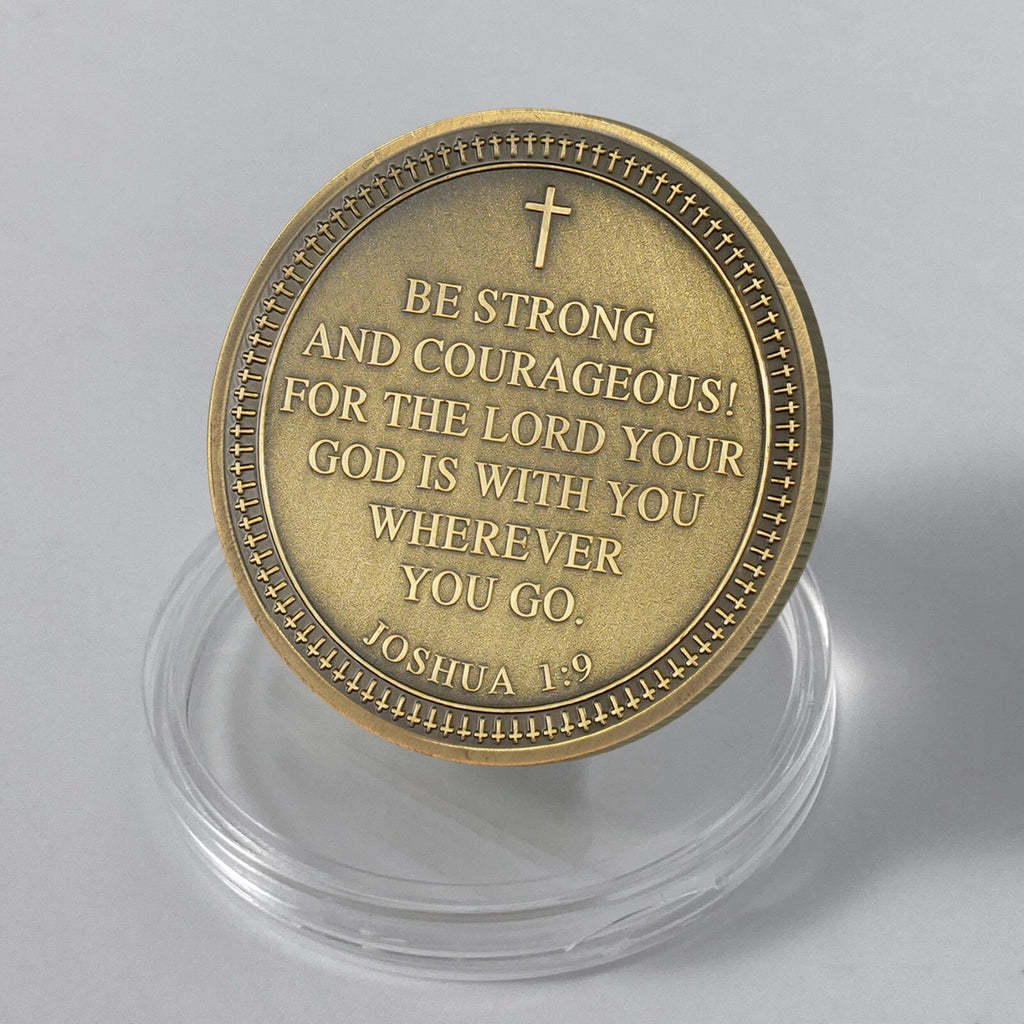 BE STRONG
AND COURAGEOUS!
FOR THE LORD YOUR
GOD IS WITH YOU
WHEREVER
YOU GO.
JOSHUA 1:9